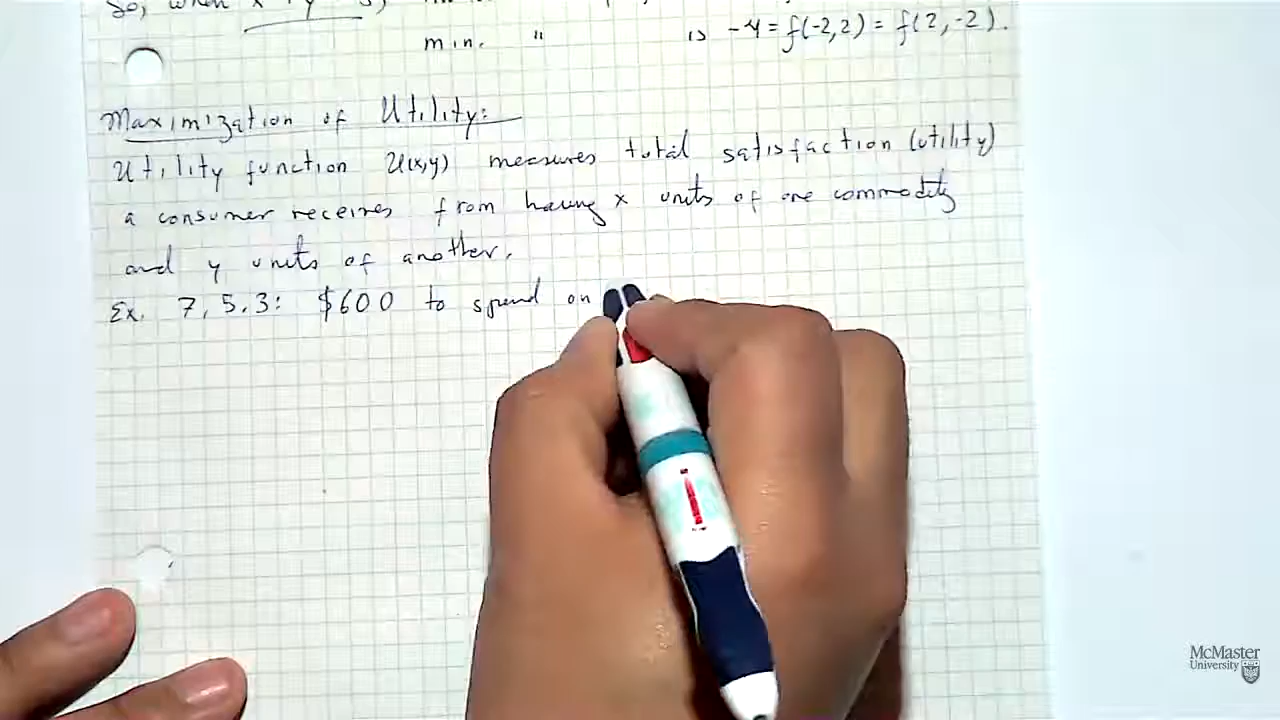 So, when
min. " is -4 = f(-2,2) = f(2,-2).
Maximization of Utility:
Utility function U(x,y) measures total satisfaction (utility)
a consumer receives from having x units of one commodity
and y units of another.
Ex. 7.5.3: $600 to spend on
McMaster
University